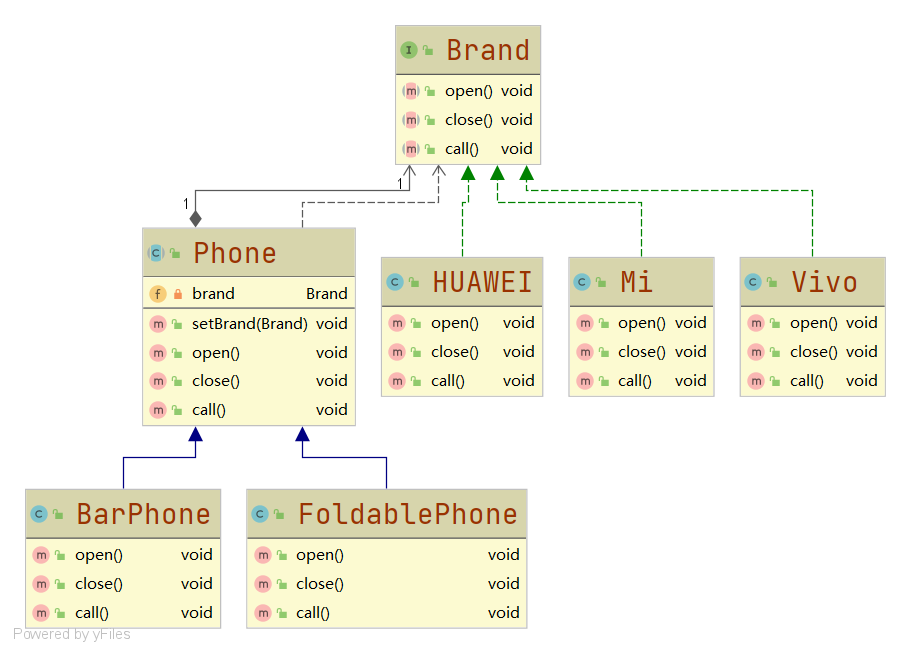 Brand
open() void
close() void
call() void
1
1
Phone
brand Brand
setBrand(Brand) void
open() void
close() void
call() void
HUAWEI
open() void
close() void
call() void
Mi
open() void
close() void
call() void
Vivo
open() void
close() void
call() void
BarPhone
open() void
close() void
call() void
FoldablePhone
open() void
close() void
call() void
Powered by yFiles